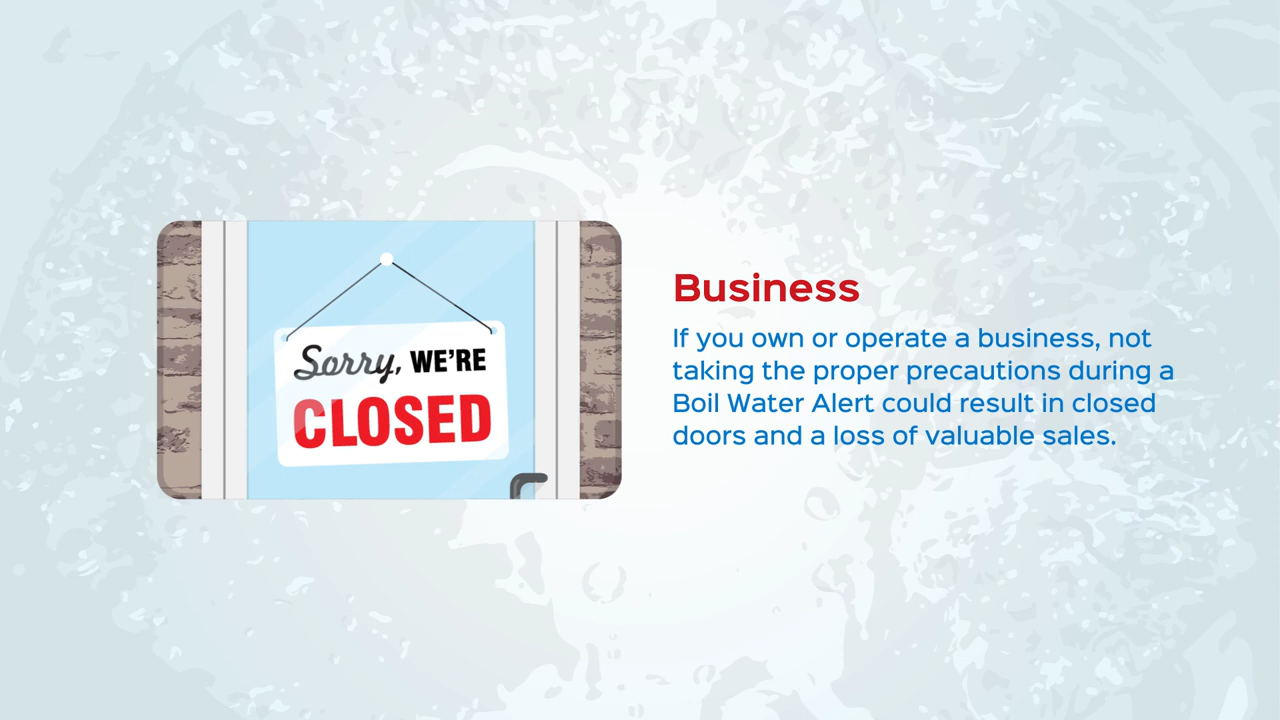 Sorry, WE'RE
CLOSED
Business
If you own or operate a business, not
taking the proper precautions during a
Boil Water Alert could result in closed
doors and a loss of valuable sales.